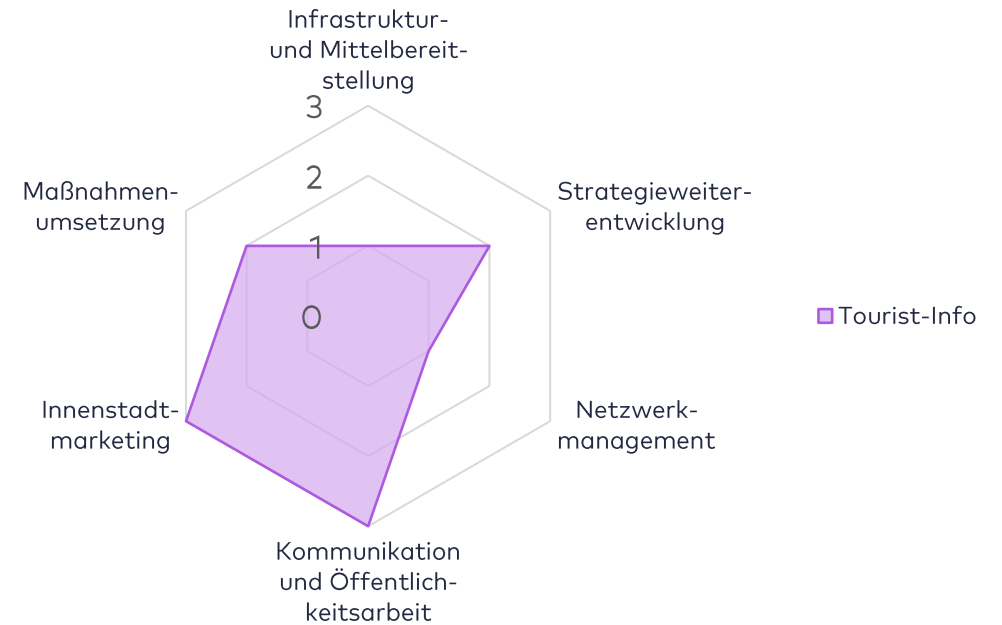 Infrastruktur-
und Mittelbereit-
stellung
3
2
1
0
Strategieweiter-
entwicklung
Netzwerk-
management
Kommunikation
und Öffentlich-
keitsarbeit
Innenstadt-
marketing
Maßnahmen-
umsetzung
Tourist-Info